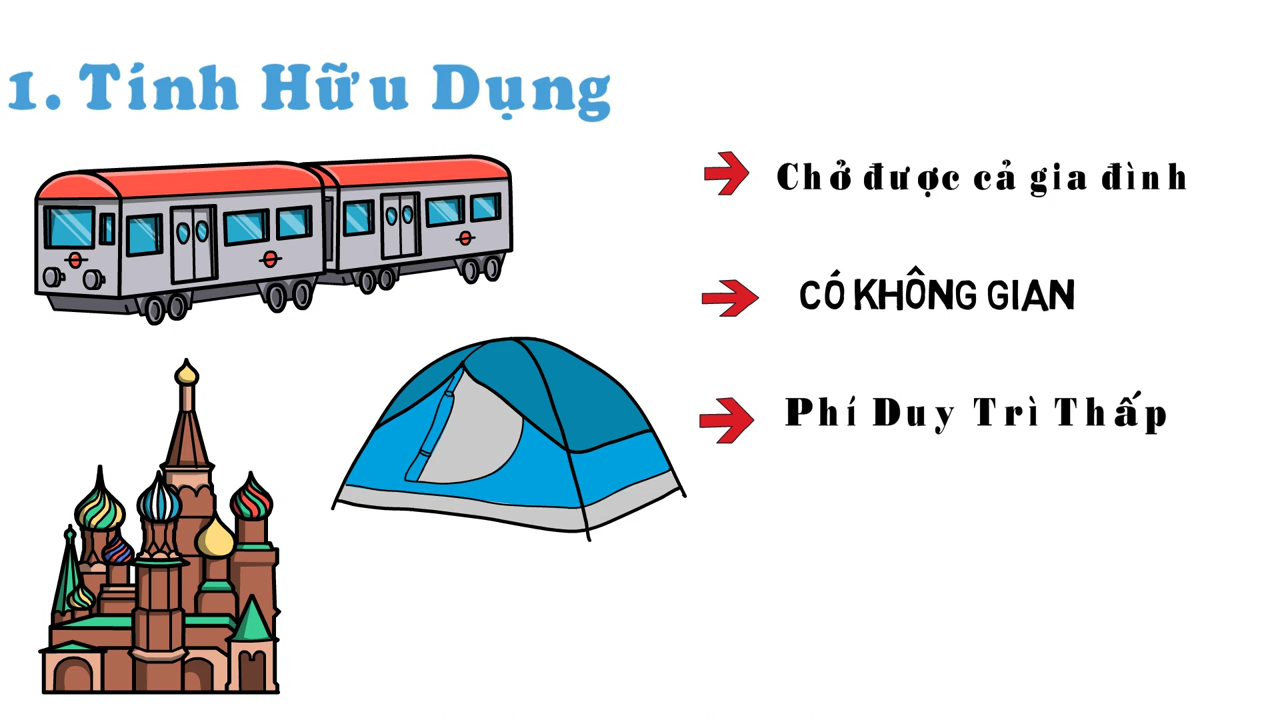 1. Tính Hữu Dụng
Chở được cả gia đình
CÓ KHÔNG GIAN
Phí Duy Trì Thấp